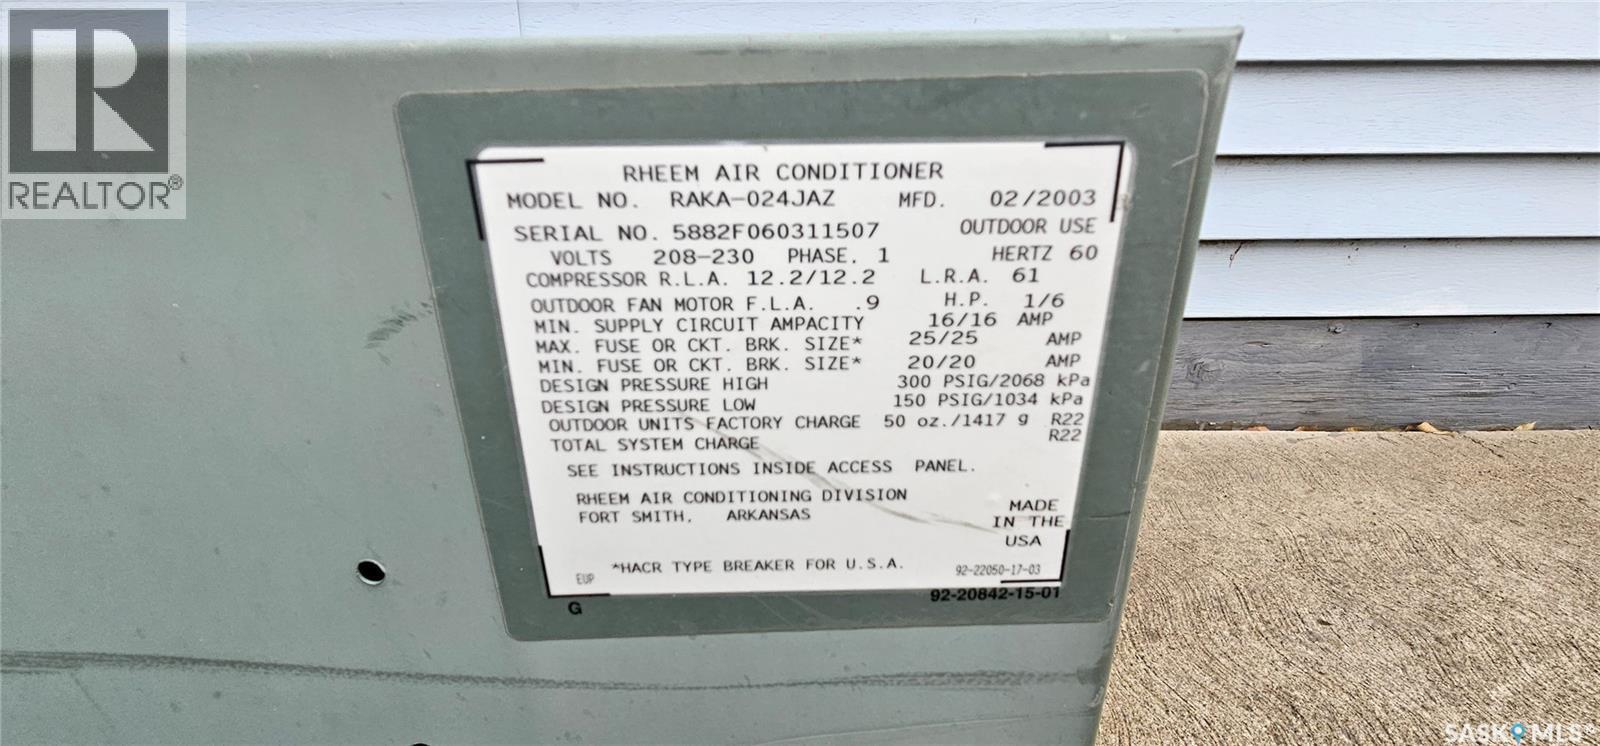 REALTOR®
RHEEM AIR CONDITIONER
MODEL NO. RAKA-024JAZ MFD. 02/2003
SERIAL NO. 5882F060311507 OUTDOOR USE
VOLTS 208-230 PHASE. 1 HERTZ 60
COMPRESSOR R.L.A. 12.2/12.2 L.R.A. 61
OUTDOOR FAN MOTOR F.L.A. .9 H.P. 1/6
MIN. SUPPLY CIRCUIT AMPACITY 16/16 AMP
MAX. FUSE OR CKT. BRK. SIZE* 25/25 AMP
MIN. FUSE OR CKT. BRK. SIZE* 20/20 AMP
DESIGN PRESSURE HIGH 300 PSIG/2068 kPa
DESIGN PRESSURE LOW 150 PSIG/1034 kPa
OUTDOOR UNITS FACTORY CHARGE 50 oz./1417 g R22
TOTAL SYSTEM CHARGE R22
SEE INSTRUCTIONS INSIDE ACCESS PANEL.
RHEEM AIR CONDITIONING DIVISION
FORT SMITH, ARKANSAS
MADE
IN THE
USA
*HACR TYPE BREAKER FOR U.S.A.
92-22050-17-03
EUP
G
92-20842-15-01
SASKMLS®